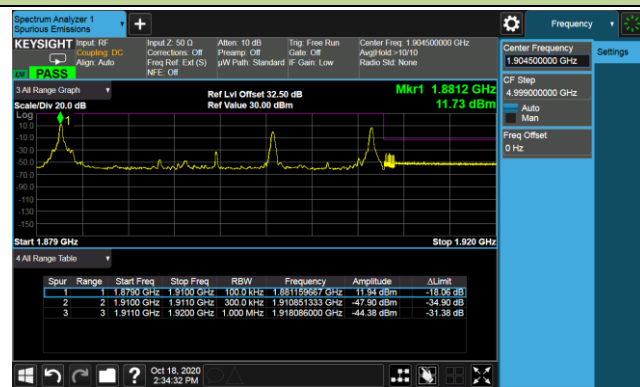 Spectrum Analyzer 1
Spurious Emissions
Frequency
KEYSIGHT
Input: RF
Coupling: DC
Align: Auto
Input Z: 50 Ω
Corrections: Off
Freq Ref: Ext (S)
NFE: Off
Atten: 10 dB
Preamp: Off
µW Path: Standard
Trig: Free Run
Gate: Off
IF Gain: Low
Center Freq: 1.904500000 GHz
Avg|Hold:>10/10
Radio Std: None
PASS
3 All Range Graph
Scale/Div 20.0 dB
Ref Lvl Offset 32.50 dB
Ref Value 30.00 dBm
Mkr1 1.8812 GHz
11.73 dBm
Log
1
10.0
-10.0
-30.0
-50.0
-70.0
-90.0
-110
-130
-150
Start 1.879 GHz
Stop 1.920 GHz
4 All Range Table
Spur Range Start Freq Stop Freq RBW Frequency Amplitude ΔLimit
1 1 1.8790 GHz 1.9100 GHz 100.0 kHz 1.881159667 GHz 11.94 dBm -18.06 dB
2 2 1.9100 GHz 1.9110 GHz 300.0 kHz 1.910851333 GHz -47.90 dBm -34.90 dB
3 3 1.9110 GHz 1.9200 GHz 1.000 MHz 1.918086000 GHz -44.38 dBm -31.38 dB
Center Frequency
1.904500000 GHz
Settings
CF Step
4.999000000 GHz
Auto
Man
Freq Offset
0 Hz
?
Oct 18, 2020
2:34:32 PM